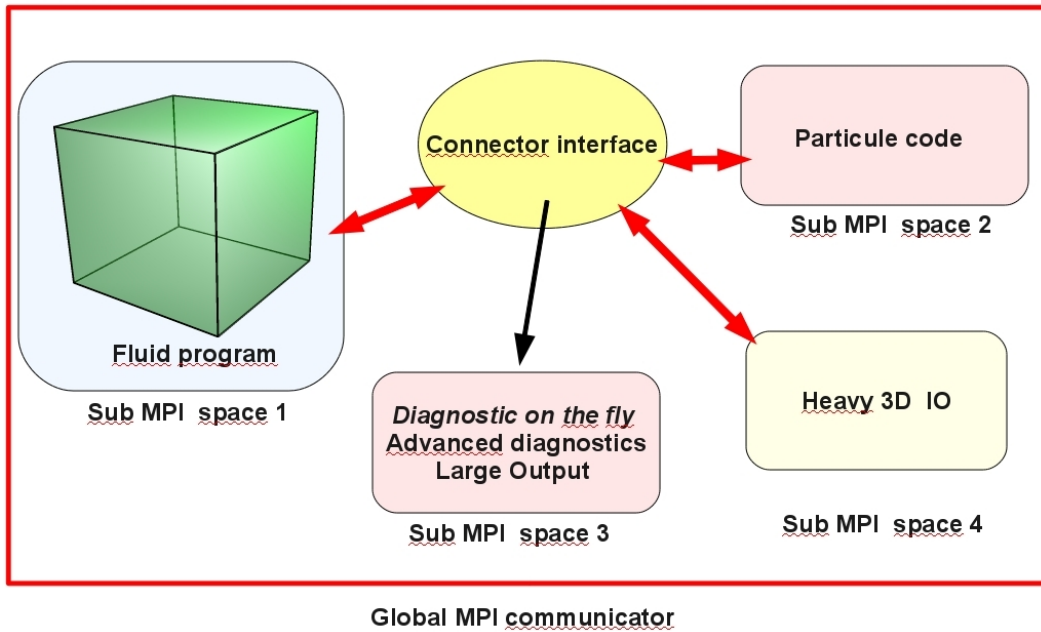 Connector interface
Particule code
Sub MPI space 2
Fluid program
Sub MPI space 1
Diagnostic on the fly
Advanced diagnostics
Large Output
Sub MPI space 3
Heavy 3D IO
Sub MPI space 4
Global MPI communicator